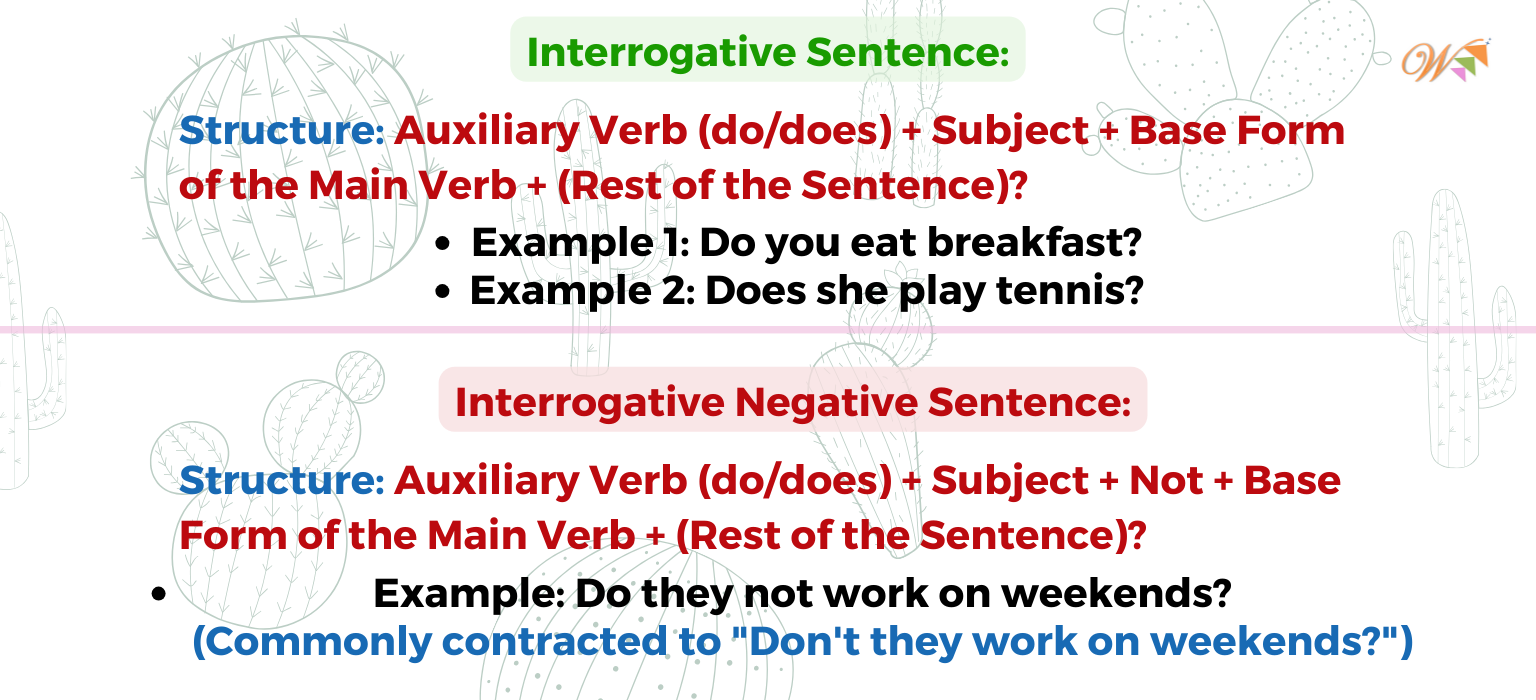 Interrogative Sentence:
W
Structure: Auxiliary Verb (do/does) + Subject + Base Form
of the Main Verb + (Rest of the Sentence)?
• Example 1: Do you eat breakfast?
• Example 2: Does she play tennis?
Interrogative Negative Sentence:
Structure: Auxiliary Verb (do/does) + Subject + Not + Base
Form of the Main Verb + (Rest of the Sentence)?
• Example: Do they not work on weekends?
(Commonly contracted to "Don't they work on weekends?")